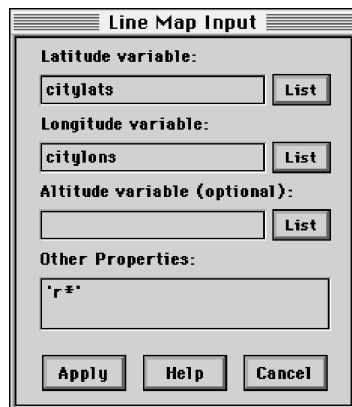 Line Map Input
Latitude variable:
citylats List
Longitude variable:
citylons List
Altitude variable (optional):
List
Other Properties:
'r*'
Apply Help Cancel